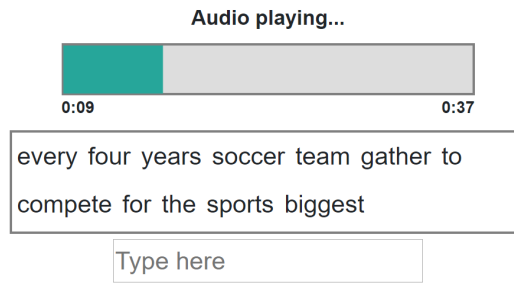 Audio playing...
0:09 0:37
every four years soccer team gather to
compete for the sports biggest
Type here